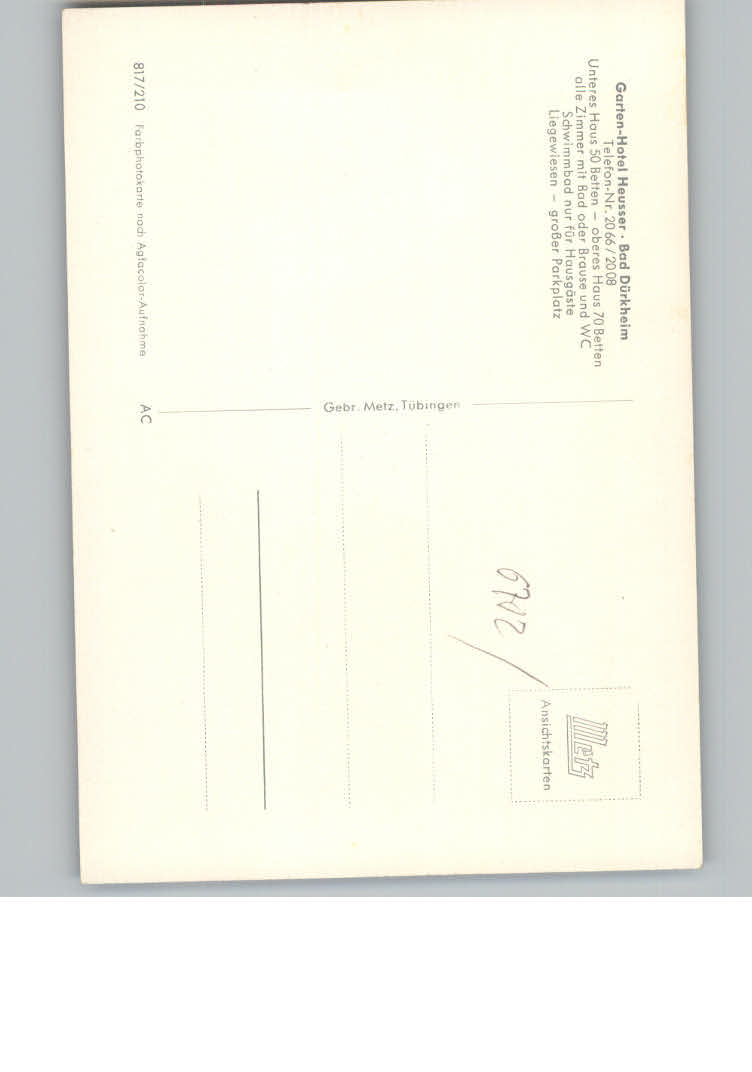 Garten-Hotel Heusser · Bad Dürkheim
Telefon-Nr. 2066/2008
Unteres Haus 50 Betten – oberes Haus 70 Betten
alle Zimmer mit Bad oder Brause und WC
Schwimmbad nur für Hausgäste
Liegewiesen – großer Parkplatz
817/210 Farbphotokarte nach Agfacolor-Aufnahme
AC
Gebr. Metz, Tübingen
Metz
Ansichtskarten